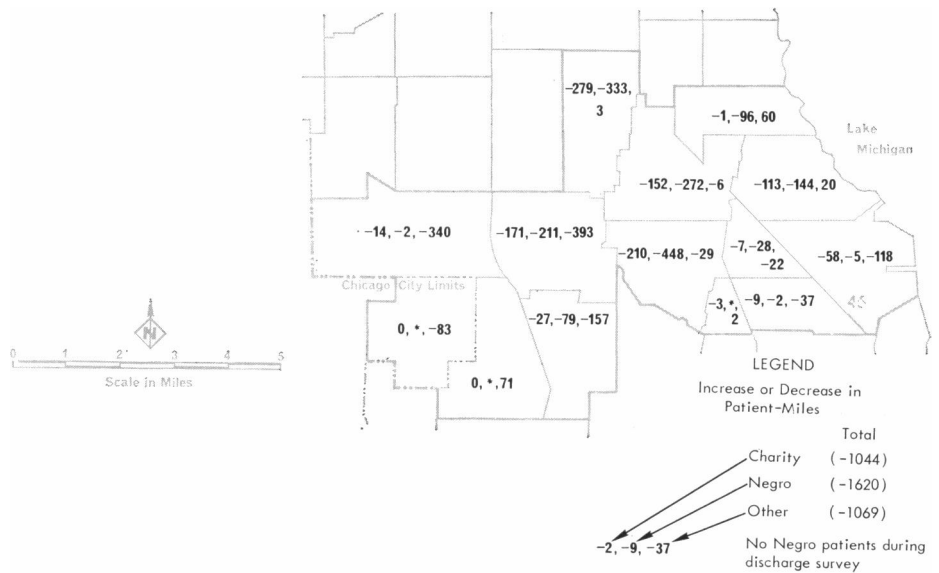 -279,-333,
3
-1, -96, 60
Lake
Michigan
-152, -272, -6
-113, -144, 20
-14, -2, -340
-171, -211, -393
-210, -448, -29
-7, -28,
-22
-58, -5, -118
Chicago City Limits
-3, *,
2
-9, -2, -37
45
0, *, -83
-27, -79, -157
N
0 1 2 3 4 5
Scale in Miles
0, *, 71
LEGEND
Increase or Decrease in
Patient-Miles
Total
Charity (-1044)
Negro (-1620)
Other (-1069)
-2, -9, -37
No Negro patients during
discharge survey